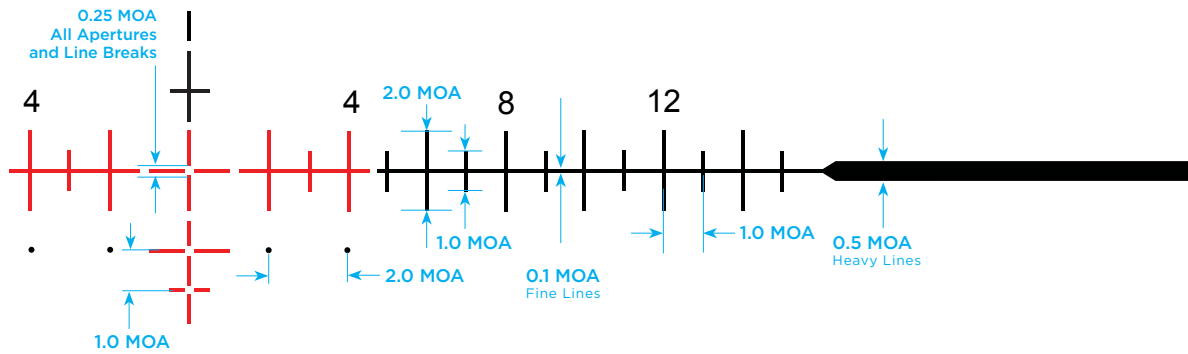 0.25 MOA
All Apertures
and Line Breaks
4
4
2.0 MOA
8
12
1.0 MOA
1.0 MOA
2.0 MOA
0.1 MOA
Fine Lines
0.5 MOA
Heavy Lines
1.0 MOA